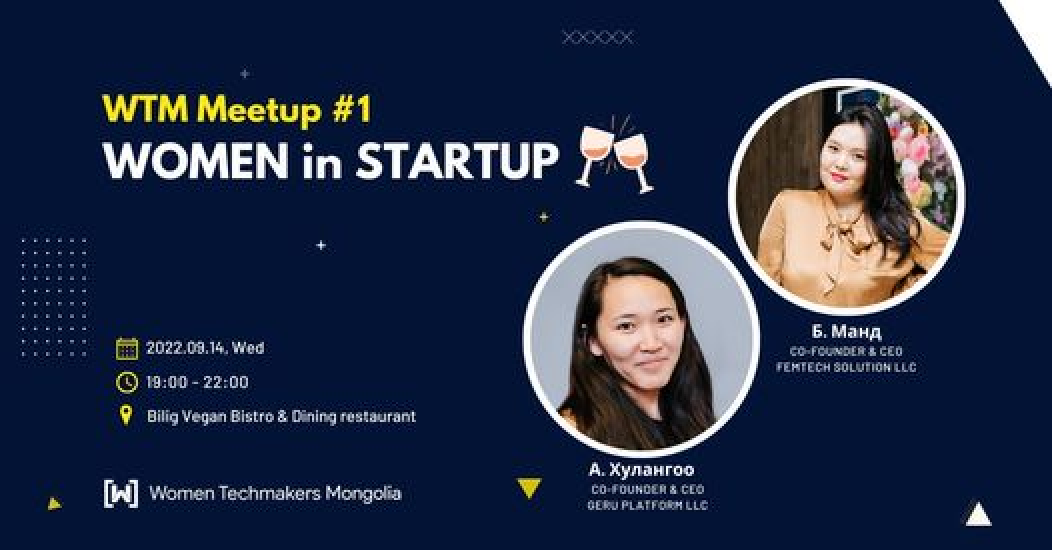 WTM Meetup #1
WOMEN in STARTUP
2022.09.14, Wed
19:00 - 22:00
Bilig Vegan Bistro & Dining restaurant
Women Techmakers Mongolia
Б. Манд
CO-FOUNDER & CEO
FEMTECH SOLUTION LLC
А. Хулангоо
CO-FOUNDER & CEO
GERU PLATFORM LLC